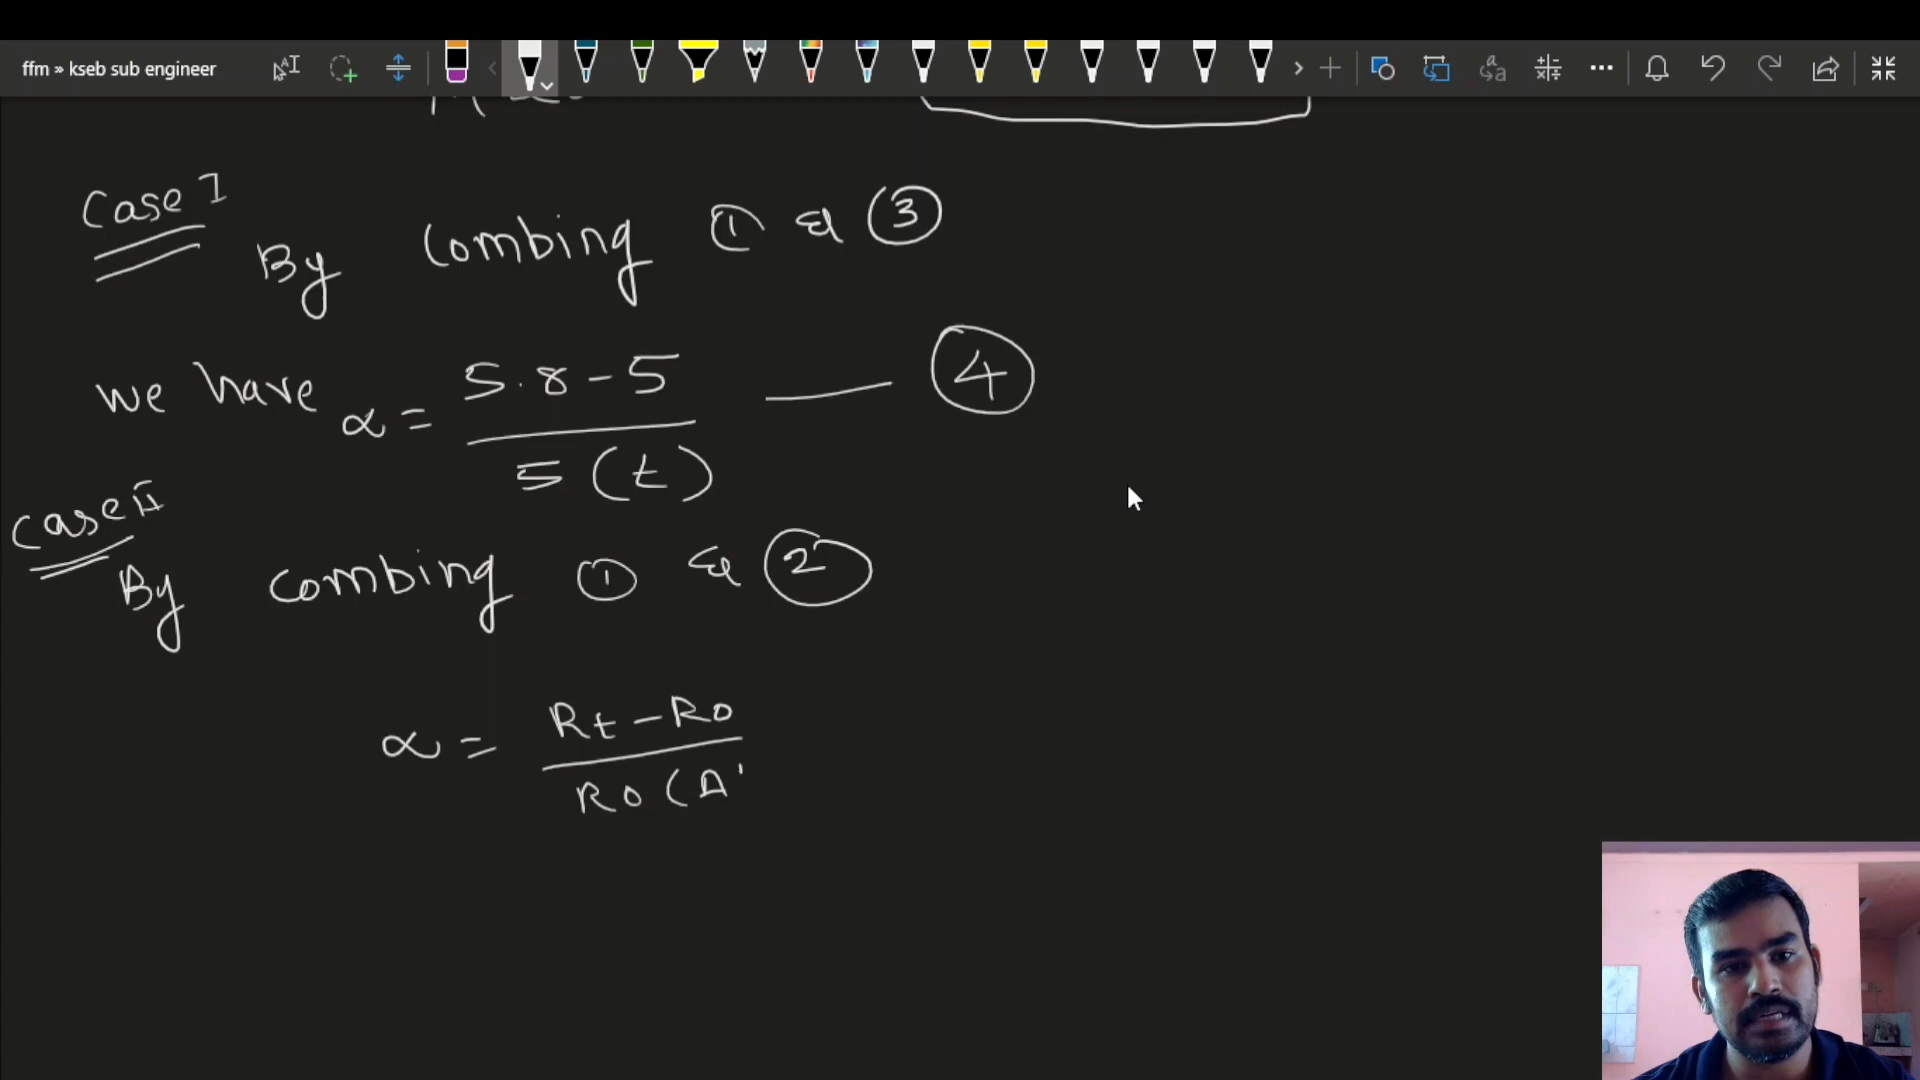 ffm » kseb sub engineer
Case I
By Combing ① & ③
We have α = 5.8 - 5 / 5 (t) —— ④
Case II
By Combing ① & ②
α = Rt - Ro / Ro (Δ